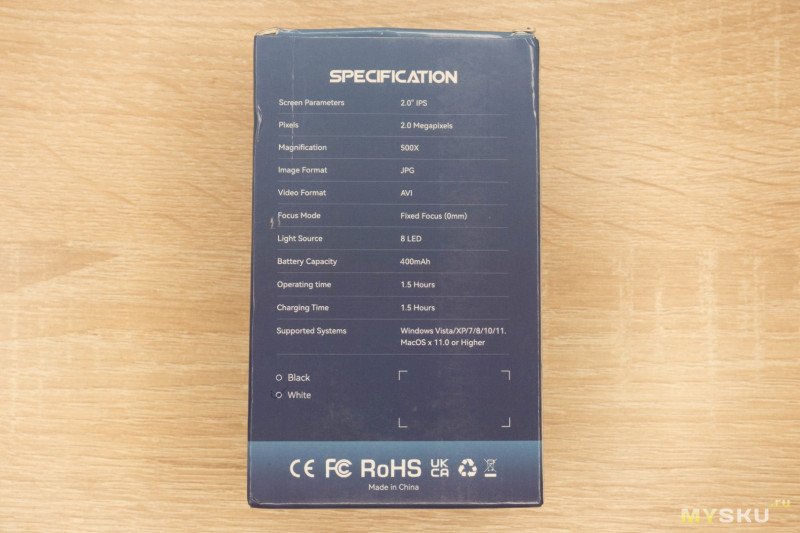 SPECIFICATION
Screen Parameters 2.0" IPS
Pixels 2.0 Megapixels
Magnification 500X
Image Format JPG
Video Format AVI
Focus Mode Fixed Focus (0mm)
Light Source 8 LED
Battery Capacity 400mAh
Operating time 1.5 Hours
Charging Time 1.5 Hours
Supported Systems Windows Vista/XP/7/8/10/11.
MacOS x 11.0 or Higher
Black
White
CE FC RoHS UK
CA
Made in China
MYSKU.ru